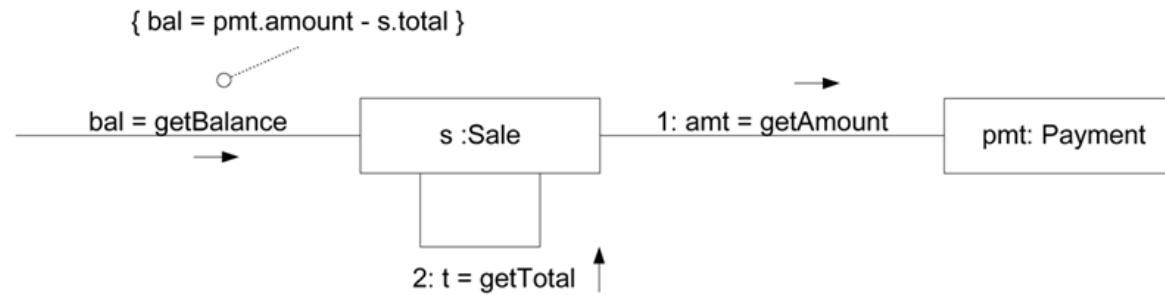 { bal = pmt.amount - s.total }
bal = getBalance
s :Sale
1: amt = getAmount
pmt: Payment
2: t = getTotal